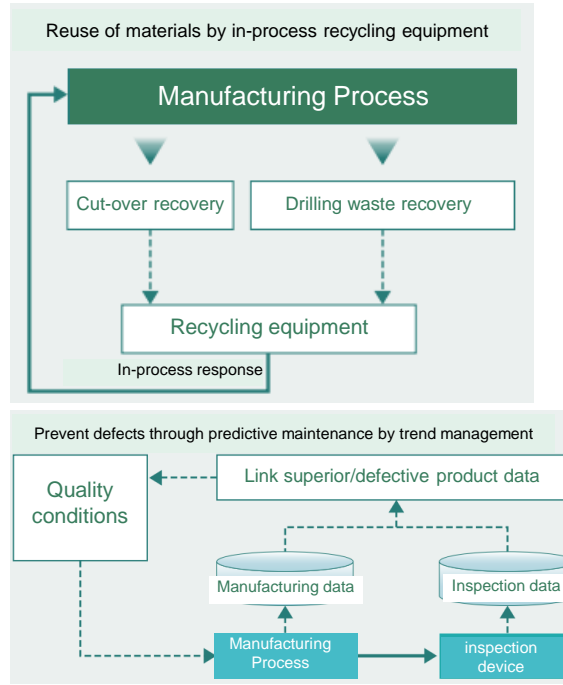 Reuse of materials by in-process recycling equipment
Manufacturing Process
Cut-over recovery
Drilling waste recovery
Recycling equipment
In-process response
Prevent defects through predictive maintenance by trend management
Quality
conditions
Link superior/defective product data
Manufacturing data
Inspection data
Manufacturing
Process
inspection
device